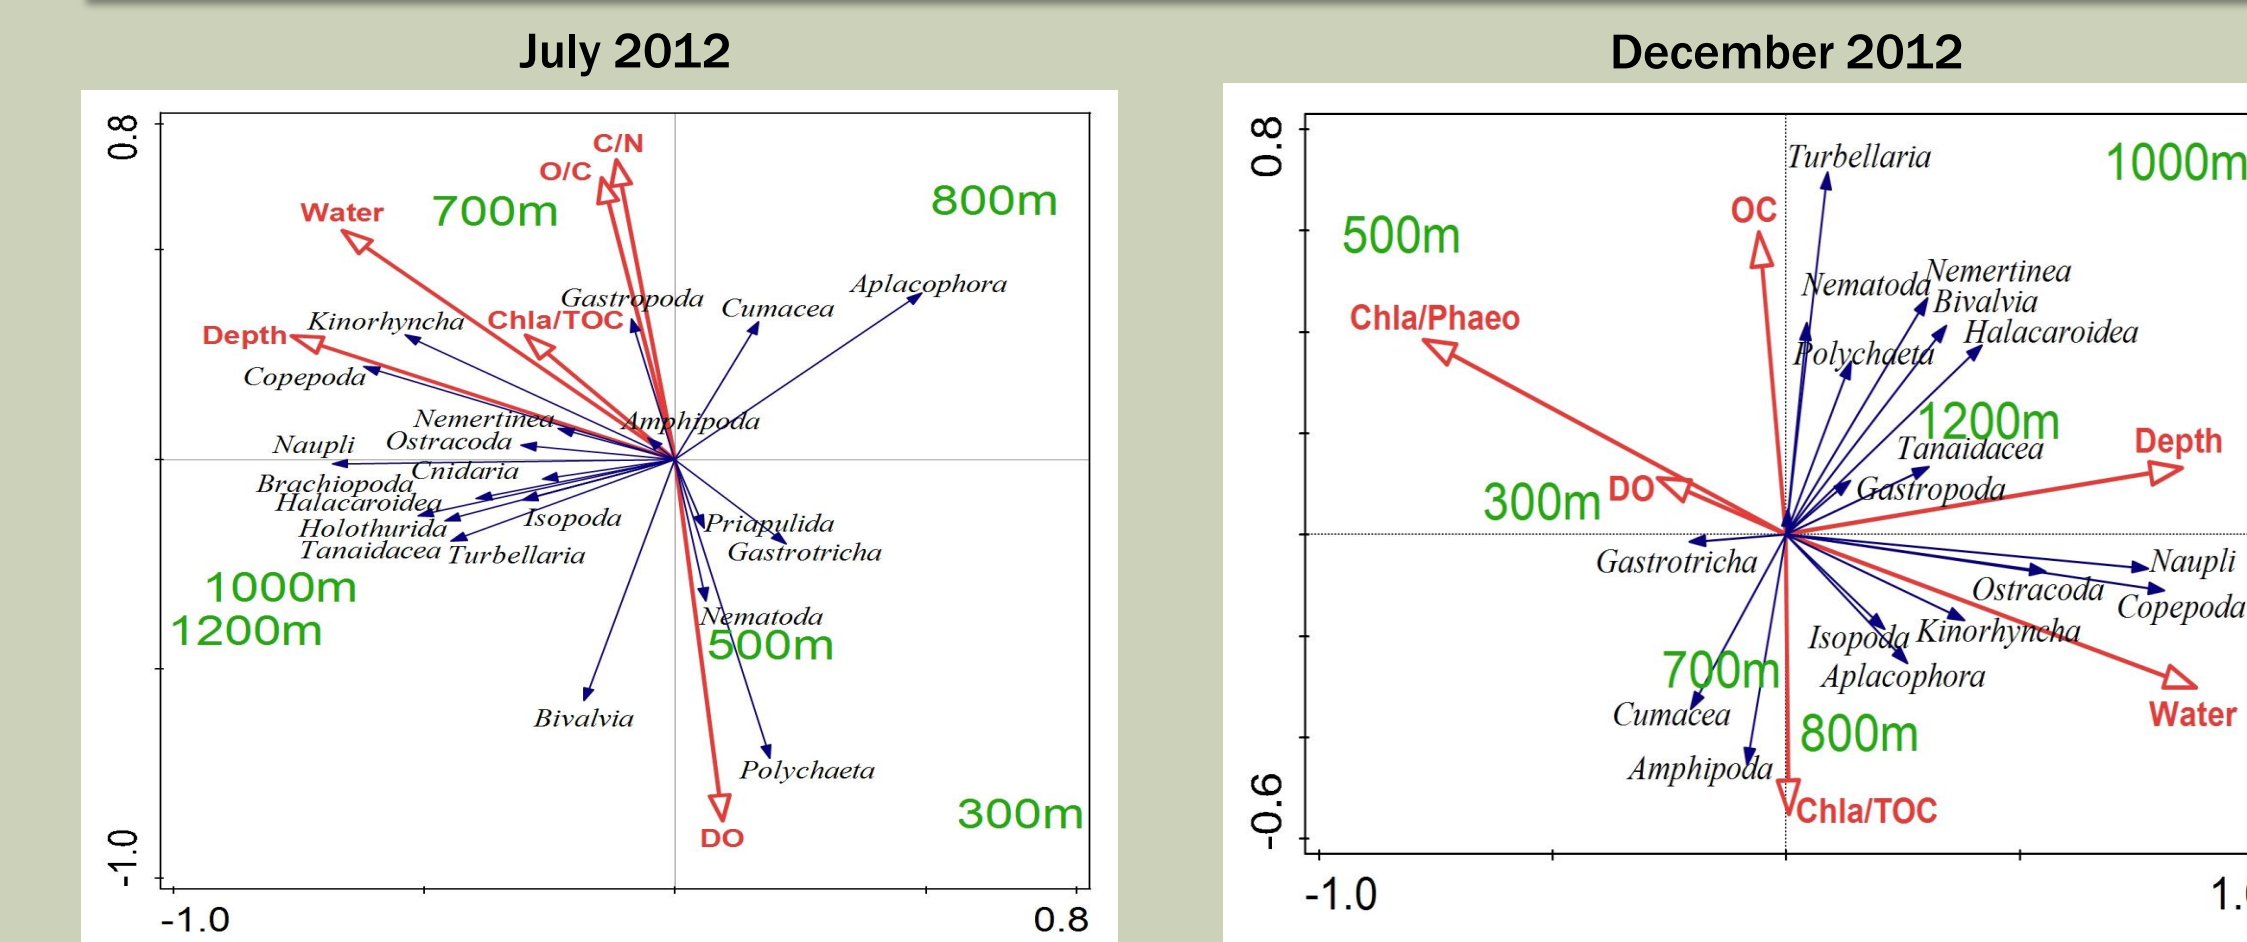 July 2012
0.8
C/N
O/C
Water
700m
800m
Aplacophora
Gastropoda
Cumacea
Kinorhyncha
Chla/TOC
Depth
Copepoda
Nemertinea
Amphipoda
Naupli
Ostracoda
Cnidaria
Brachiopoda
Halacaroidea
Holothurida
Isopoda
Priapulida
Tanaidacea
Turbellaria
Gastrotricha
1000m
1200m
Nematoda
500m
Bivalvia
Polychaeta
300m
DO
-1.0
-1.0
0.8
December 2012
0.8
Turbellaria
1000m
OC
500m
Nemertinea
Nematoda
Bivalvia
Chla/Phaeo
Halacaroidea
Polychaeta
1200m
Depth
Tanaidacea
DO
Gastropoda
300m
Gastrotricha
Naupli
Ostracoda
Copepoda
Isopoda
Kinorhyncha
700m
Aplacophora
Cumacea
Water
800m
Amphipoda
Chla/TOC
-0.6
-1.0
1.